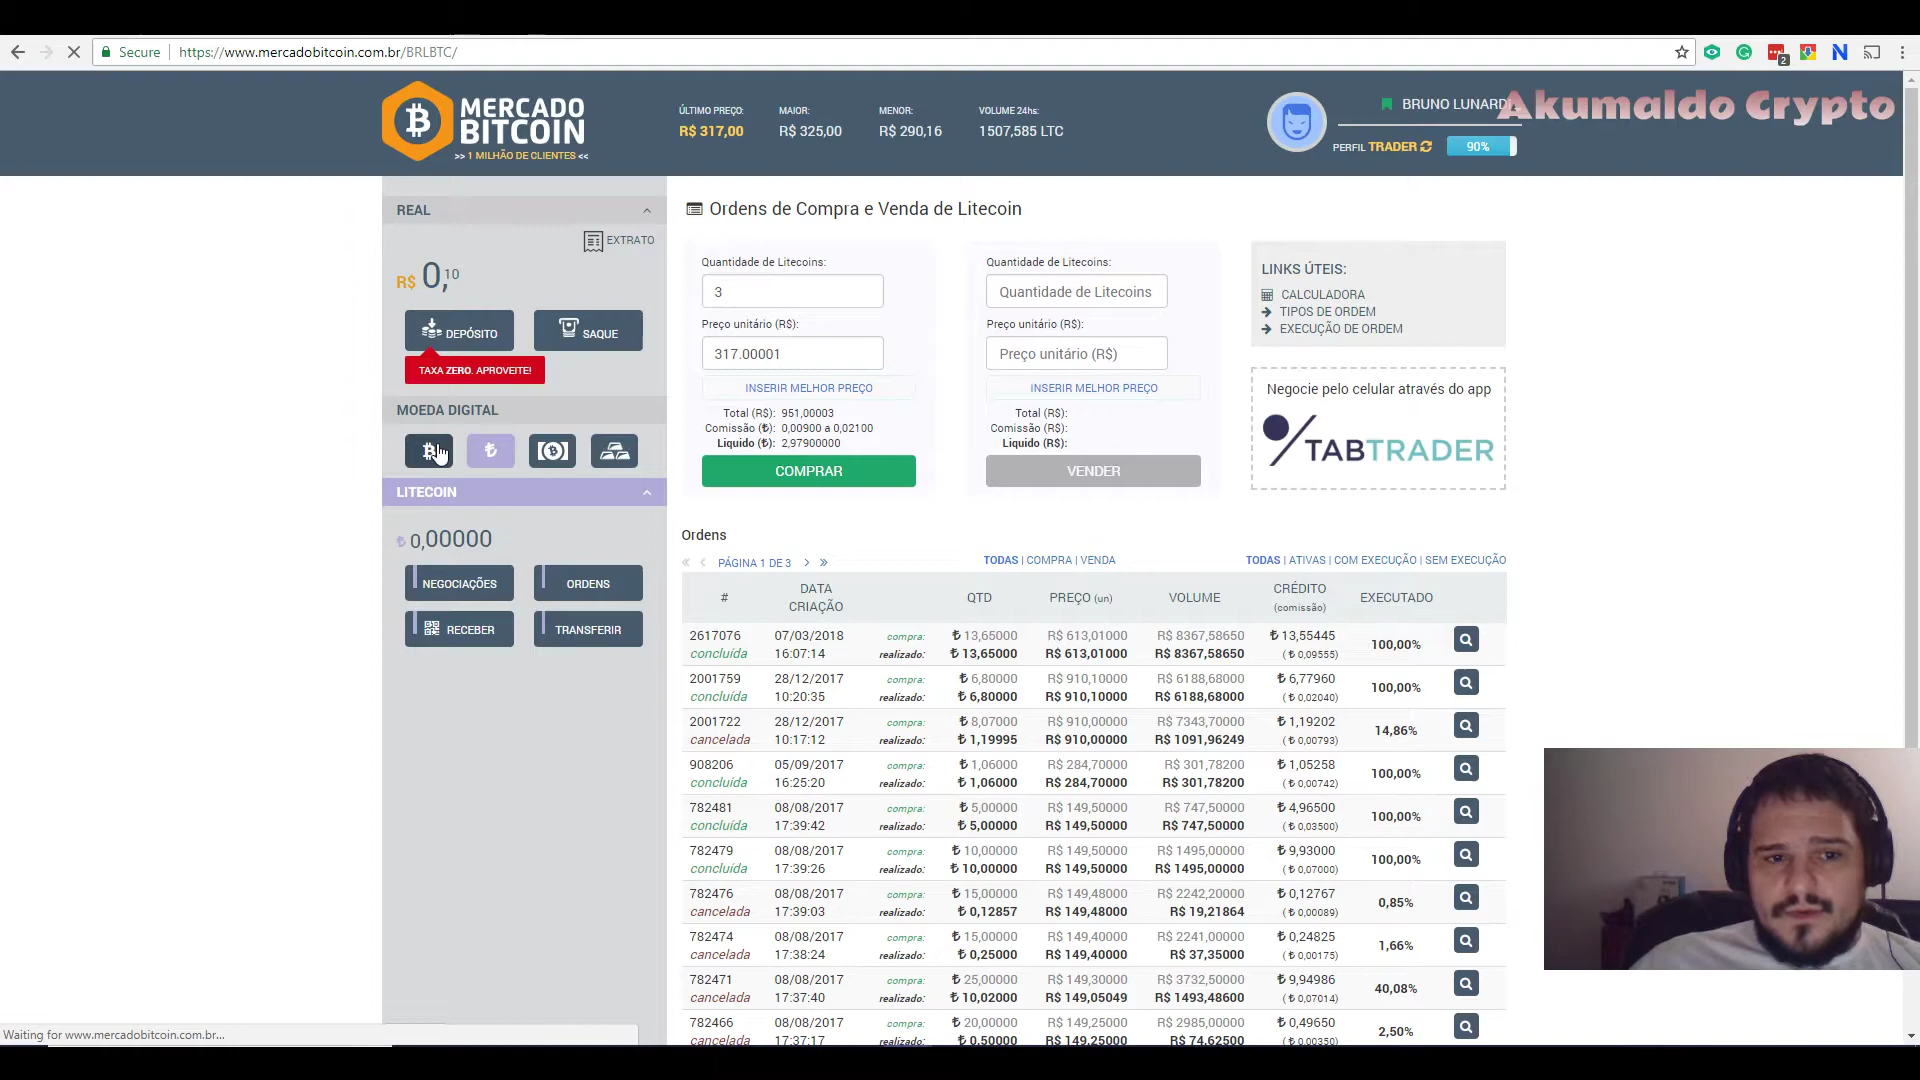 Secure | https://www.mercadobitcoin.com.br/BRLBTC/
2
N
MERCADO
BITCOIN
>> 1 MILHÃO DE CLIENTES <<
ÚLTIMO PREÇO: MAIOR: MENOR: VOLUME 24hs:
R$ 317,00 R$ 325,00 R$ 290,16 1507,585 LTC
BRUNO LUNARDI
Akumaldo Crypto
PERFIL TRADER 90%
REAL
EXTRATO
R$ 0,10
DEPÓSITO SAQUE
TAXA ZERO. APROVEITE!
MOEDA DIGITAL
LITECOIN
0,00000
NEGOCIAÇÕES ORDENS
RECEBER TRANSFERIR
Ordens de Compra e Venda de Litecoin
Quantidade de Litecoins:
3
Preço unitário (R$):
317.00001
INSERIR MELHOR PREÇO
Total (R$): 951,00003
Comissão (Ł): 0,00900 a 0,02100
Liquido (Ł): 2,97900000
COMPRAR
Quantidade de Litecoins:
Quantidade de Litecoins
Preço unitário (R$):
Preço unitário (R$)
INSERIR MELHOR PREÇO
Total (R$):
Comissão (R$):
Liquido (R$):
VENDER
LINKS ÚTEIS:
CALCULADORA
TIPOS DE ORDEM
EXECUÇÃO DE ORDEM
Negocie pelo celular através do app
TABTRADER
Ordens
« ‹ PÁGINA 1 DE 3 › » TODAS | COMPRA | VENDA TODAS | ATIVAS | COM EXECUÇÃO | SEM EXECUÇÃO
# DATA CRIAÇÃO QTD PREÇO (un) VOLUME CRÉDITO (comissão) EXECUTADO
2617076 07/03/2018 compra: Ł 13,65000 R$ 613,01000 R$ 8367,58650 Ł 13,55445
concluída 16:07:14 realizado: Ł 13,65000 R$ 613,01000 R$ 8367,58650 ( Ł 0,09555) 100,00%
2001759 28/12/2017 compra: Ł 6,80000 R$ 910,10000 R$ 6188,68000 Ł 6,77960
concluída 10:20:35 realizado: Ł 6,80000 R$ 910,10000 R$ 6188,68000 ( Ł 0,02040) 100,00%
2001722 28/12/2017 compra: Ł 8,07000 R$ 910,00000 R$ 7343,70000 Ł 1,19202
cancelada 10:17:12 realizado: Ł 1,19995 R$ 910,00000 R$ 1091,96249 ( Ł 0,00793) 14,86%
908206 05/09/2017 compra: Ł 1,06000 R$ 284,70000 R$ 301,78200 Ł 1,05258
concluída 16:25:20 realizado: Ł 1,06000 R$ 284,70000 R$ 301,78200 ( Ł 0,00742) 100,00%
782481 08/08/2017 compra: Ł 5,00000 R$ 149,50000 R$ 747,50000 Ł 4,96500
concluída 17:39:42 realizado: Ł 5,00000 R$ 149,50000 R$ 747,50000 ( Ł 0,03500) 100,00%
782479 08/08/2017 compra: Ł 10,00000 R$ 149,50000 R$ 1495,00000 Ł 9,93000
concluída 17:39:26 realizado: Ł 10,00000 R$ 149,50000 R$ 1495,00000 ( Ł 0,07000) 100,00%
782476 08/08/2017 compra: Ł 15,00000 R$ 149,48000 R$ 2242,20000 Ł 0,12767
cancelada 17:39:03 realizado: Ł 0,12857 R$ 149,48000 R$ 19,21864 ( Ł 0,00089) 0,85%
782474 08/08/2017 compra: Ł 15,00000 R$ 149,40000 R$ 2241,00000 Ł 0,24825
cancelada 17:38:24 realizado: Ł 0,25000 R$ 149,40000 R$ 37,35000 ( Ł 0,00175) 1,66%
782471 08/08/2017 compra: Ł 25,00000 R$ 149,30000 R$ 3732,50000 Ł 9,94986
cancelada 17:37:40 realizado: Ł 10,02000 R$ 149,05049 R$ 1493,48600 ( Ł 0,07014) 40,08%
782466 08/08/2017 compra: Ł 20,00000 R$ 149,25000 R$ 2985,00000 Ł 0,49650
cancelada 17:37:17 realizado: Ł 0,50000 R$ 149,25000 R$ 74,62500 ( Ł 0,00350) 2,50%
Waiting for www.mercadobitcoin.com.br...